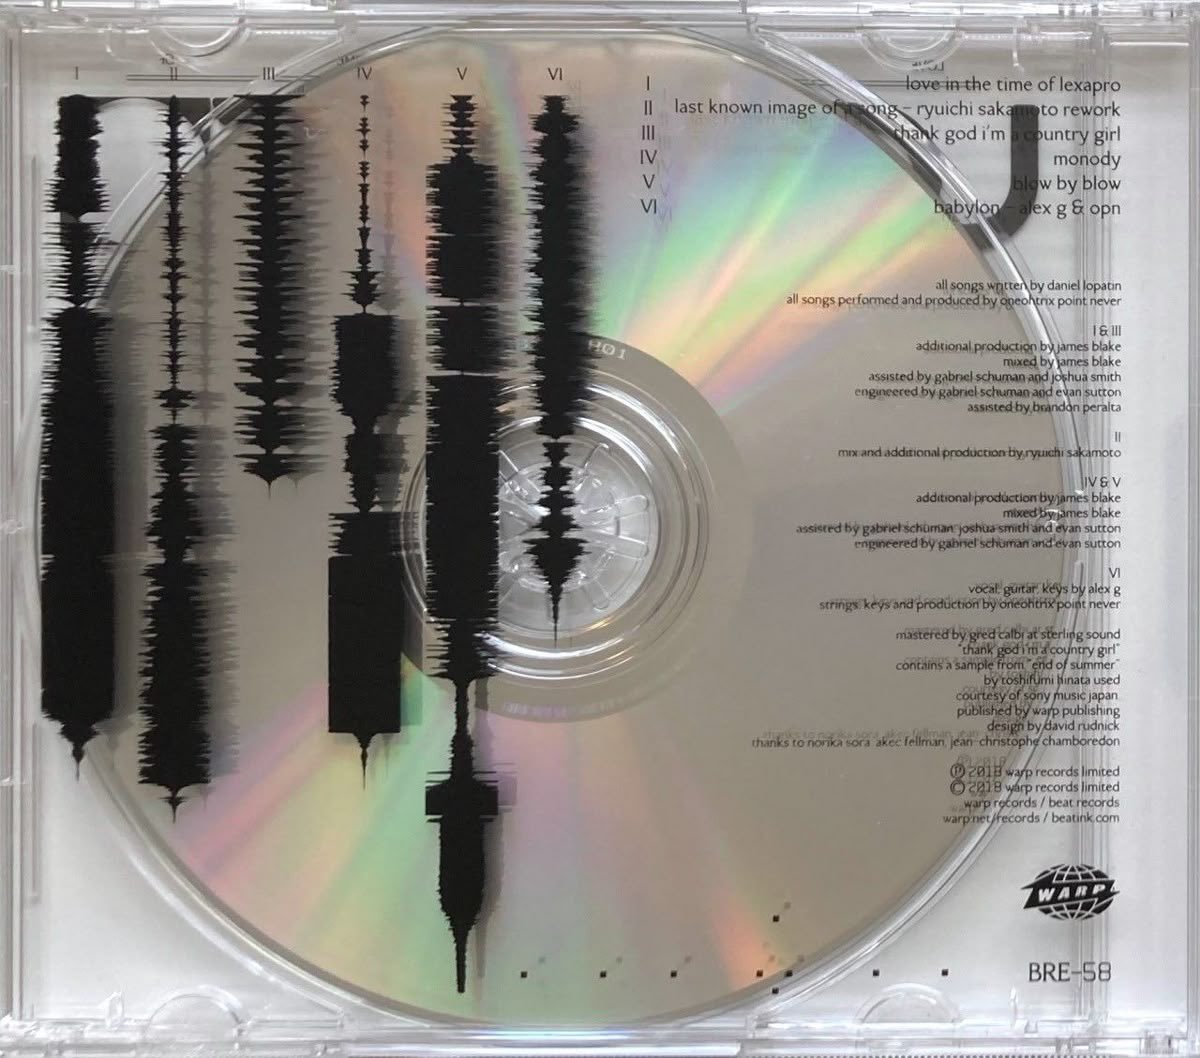 I
II
III
IV
V
VI
I love in the time of lexapro
II last known image of a song – ryuichi sakamoto rework
III thank god i'm a country girl
IV monody
V blow by blow
VI babylon – alex g & opn
all songs written by daniel lopatin
all songs performed and produced by oneohtrix point never
I & III
additional production by james blake
mixed by james blake
assisted by gabriel schuman and joshua smith
engineered by gabriel schuman and evan sutton
assisted by brandon peralta
II
mix and additional production by ryuichi sakamoto
IV & V
additional production by james blake
mixed by james blake
assisted by gabriel schuman, joshua smith and evan sutton
engineered by gabriel schuman and evan sutton
VI
vocal, guitar, keys by alex g
strings, keys and production by oneohtrix point never
mastered by greg calbi at sterling sound
"thank god i'm a country girl"
contains a sample from "end of summer"
by toshifumi hinata used
courtesy of sony music japan.
published by warp publishing
design by david rudnick
thanks to norika sora, akec fellman, jean-christophe chamboredon
℗ 2018 warp records limited
© 2018 warp records limited
warp records / beat records
warp.net/records / beatink.com
WARP
BRE-58